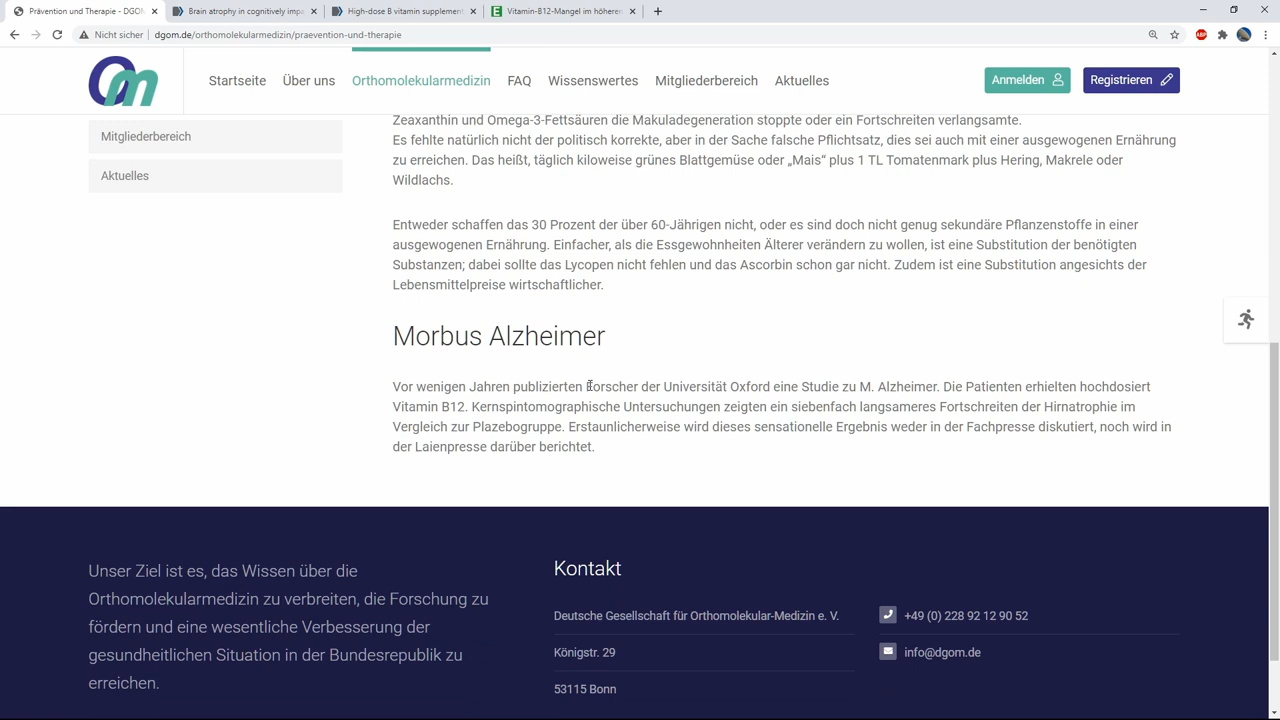 Prävention und Therapie - DGOM
Brain atrophy in cognitively impa
High-dose B vitamin supplement
Vitamin-B12-Mangel im höheren
Nicht sicher | dgom.de/orthomolekularmedizin/praevention-und-therapie
Om
Startseite Über uns Orthomolekularmedizin FAQ Wissenswertes Mitgliederbereich Aktuelles
Anmelden Registrieren
Mitgliederbereich
Aktuelles
Zeaxanthin und Omega-3-Fettsäuren die Makuladegeneration stoppte oder ein Fortschreiten verlangsamte.
Es fehlte natürlich nicht der politisch korrekte, aber in der Sache falsche Pflichtsatz, dies sei auch mit einer ausgewogenen Ernährung
zu erreichen. Das heißt, täglich kiloweise grünes Blattgemüse oder „Mais“ plus 1 TL Tomatenmark plus Hering, Makrele oder
Wildlachs.
Entweder schaffen das 30 Prozent der über 60-Jährigen nicht, oder es sind doch nicht genug sekundäre Pflanzenstoffe in einer
ausgewogenen Ernährung. Einfacher, als die Essgewohnheiten Älterer verändern zu wollen, ist eine Substitution der benötigten
Substanzen; dabei sollte das Lycopen nicht fehlen und das Ascorbin schon gar nicht. Zudem ist eine Substitution angesichts der
Lebensmittelpreise wirtschaftlicher.
Morbus Alzheimer
Vor wenigen Jahren publizierten Forscher der Universität Oxford eine Studie zu M. Alzheimer. Die Patienten erhielten hochdosiert
Vitamin B12. Kernspintomographische Untersuchungen zeigten ein siebenfach langsameres Fortschreiten der Hirnatrophie im
Vergleich zur Plazebogruppe. Erstaunlicherweise wird dieses sensationelle Ergebnis weder in der Fachpresse diskutiert, noch wird in
der Laienpresse darüber berichtet.
Unser Ziel ist es, das Wissen über die
Orthomolekularmedizin zu verbreiten, die Forschung zu
fördern und eine wesentliche Verbesserung der
gesundheitlichen Situation in der Bundesrepublik zu
erreichen.
Kontakt
Deutsche Gesellschaft für Orthomolekular-Medizin e. V.
Königstr. 29
53115 Bonn
+49 (0) 228 92 12 90 52
info@dgom.de